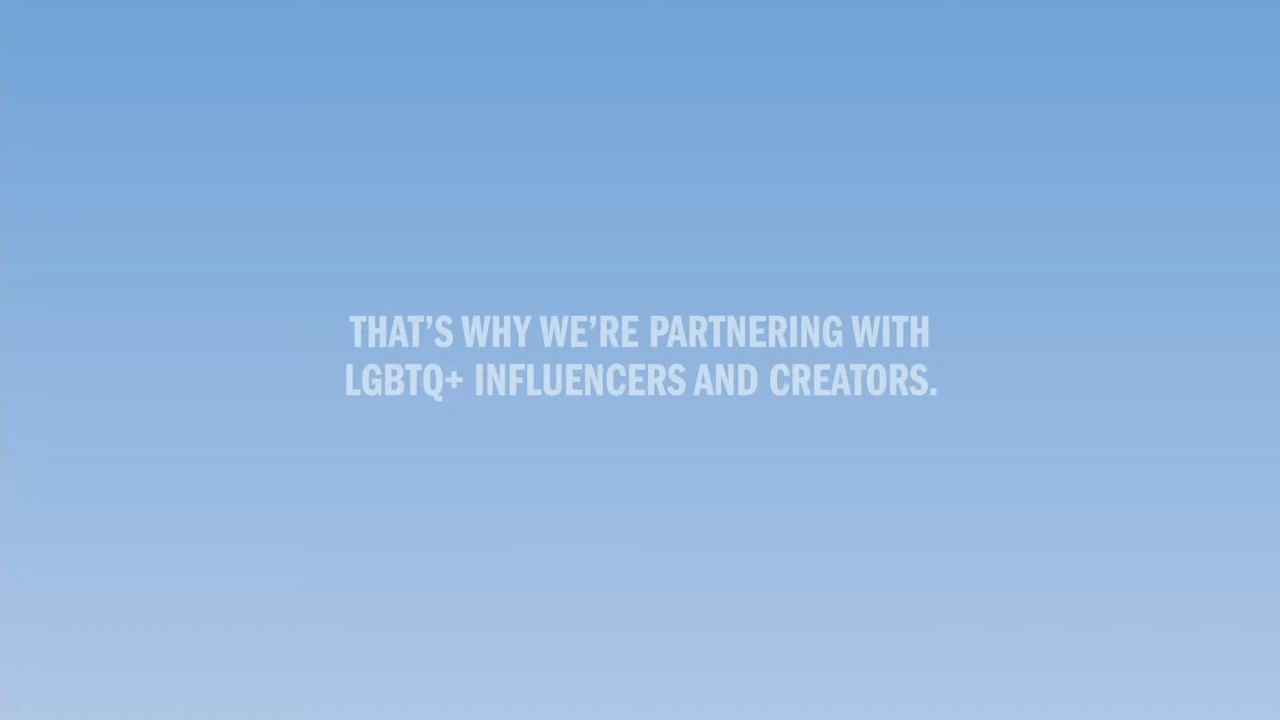 THAT’S WHY WE’RE PARTNERING WITH
LGBTQ+ INFLUENCERS AND CREATORS.